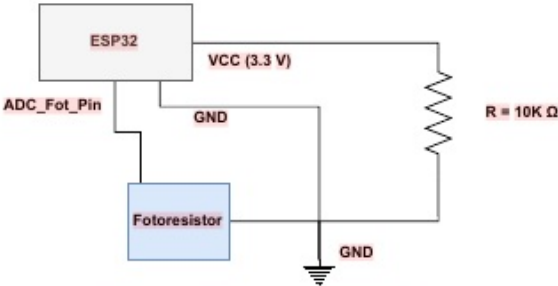 ESP32
VCC (3.3 V)
ADC_Fot_Pin
GND
R = 10K Ω
Fotoresistor
GND